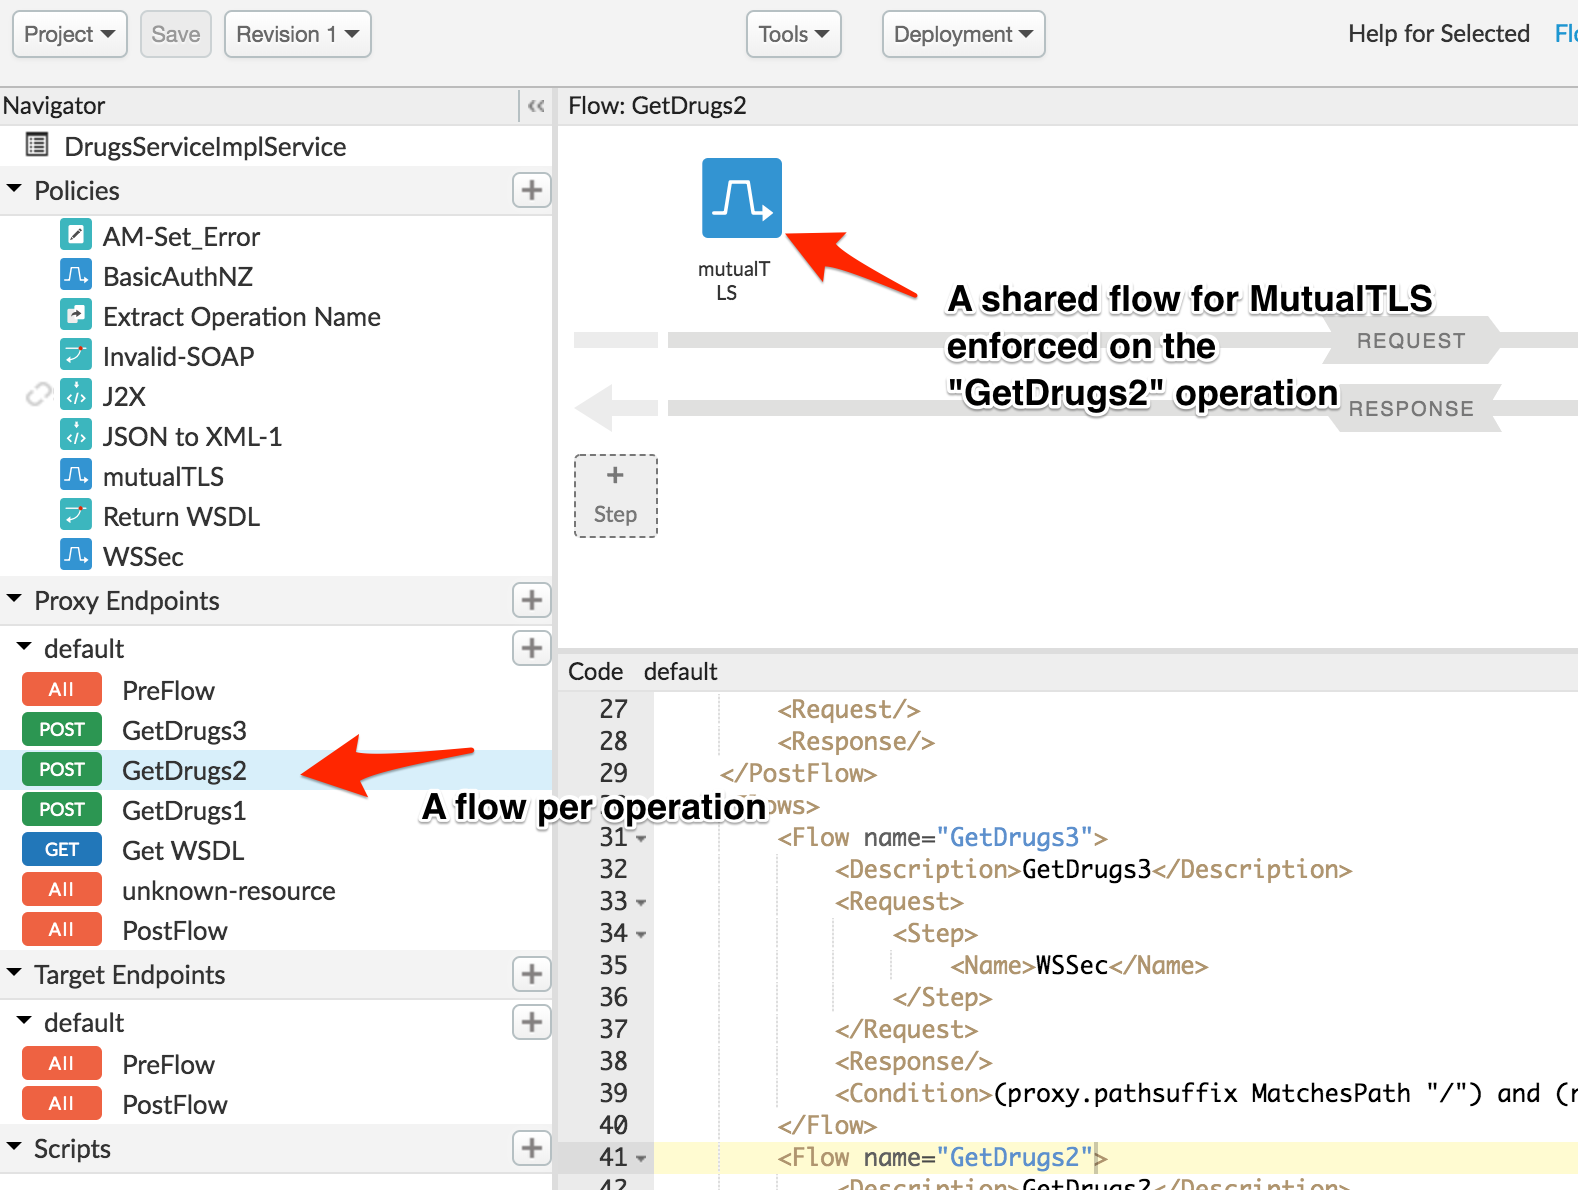 Project
Save
Revision 1
Tools
Deployment
Help for Selected
Navigator
«
Flow: GetDrugs2
DrugsServiceImplService
Policies
+
AM-Set_Error
BasicAuthNZ
Extract Operation Name
Invalid-SOAP
J2X
JSON to XML-1
mutualTLS
Return WSDL
WSSec
Proxy Endpoints
+
default
+
All PreFlow
POST GetDrugs3
POST GetDrugs2
POST GetDrugs1
GET Get WSDL
All unknown-resource
All PostFlow
Target Endpoints
+
default
+
All PreFlow
All PostFlow
Scripts
+
mutualT
LS
A shared flow for MutualTLS
enforced on the
"GetDrugs2" operation
REQUEST
RESPONSE
+
Step
A flow per operation
Code default
27 <Request/>
28 <Response/>
29 </PostFlow>
ows>
31 <Flow name="GetDrugs3">
32 <Description>GetDrugs3</Description>
33 <Request>
34 <Step>
35 <Name>WSSec</Name>
36 </Step>
37 </Request>
38 <Response/>
39 <Condition>(proxy.pathsuffix MatchesPath "/") and (r
40 </Flow>
41 <Flow name="GetDrugs2">
42 <Description>GetDrugs2</Description>